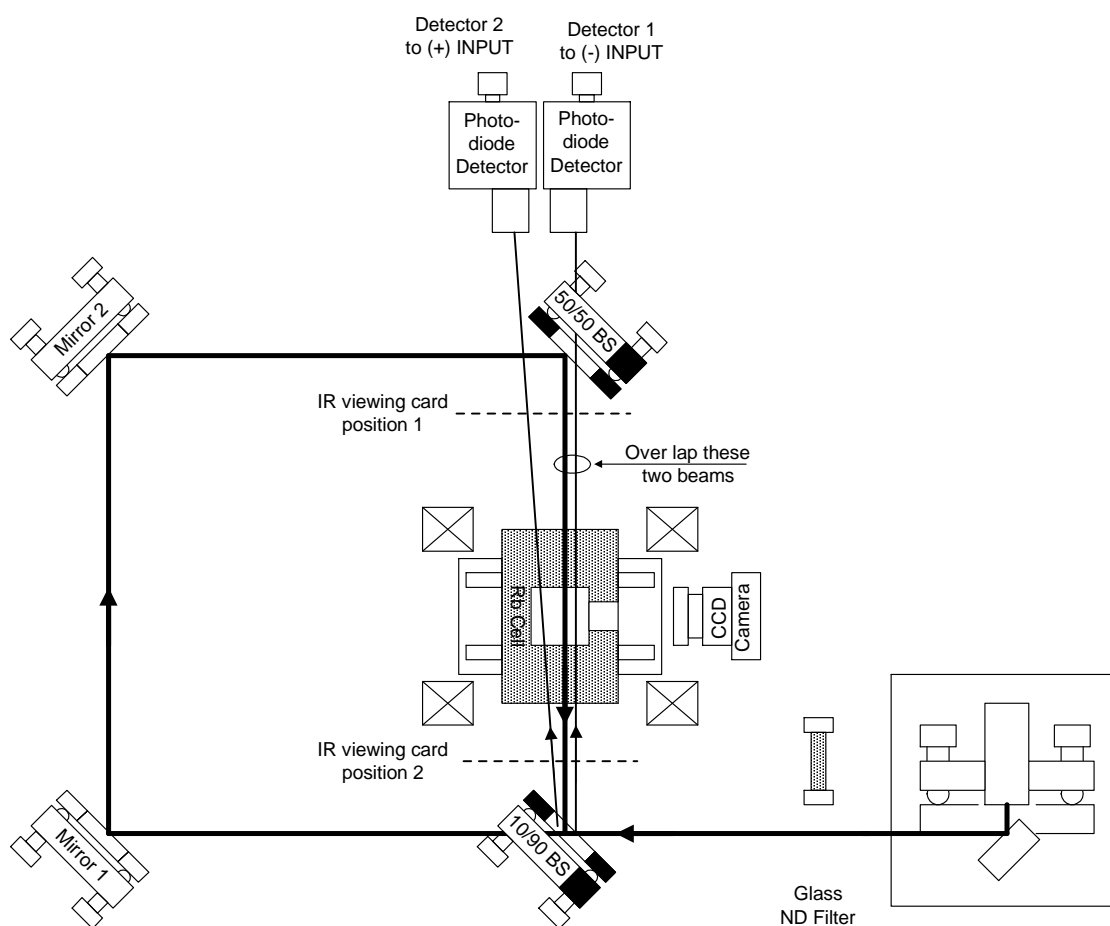 Detector 2
to (+) INPUT
Detector 1
to (-) INPUT
Photo-
diode
Detector
Photo-
diode
Detector
Mirror 2
50/50 BS
IR viewing card
position 1
Over lap these
two beams
Rb Cell
CCD
Camera
IR viewing card
position 2
Mirror 1
10/90 BS
Glass
ND Filter